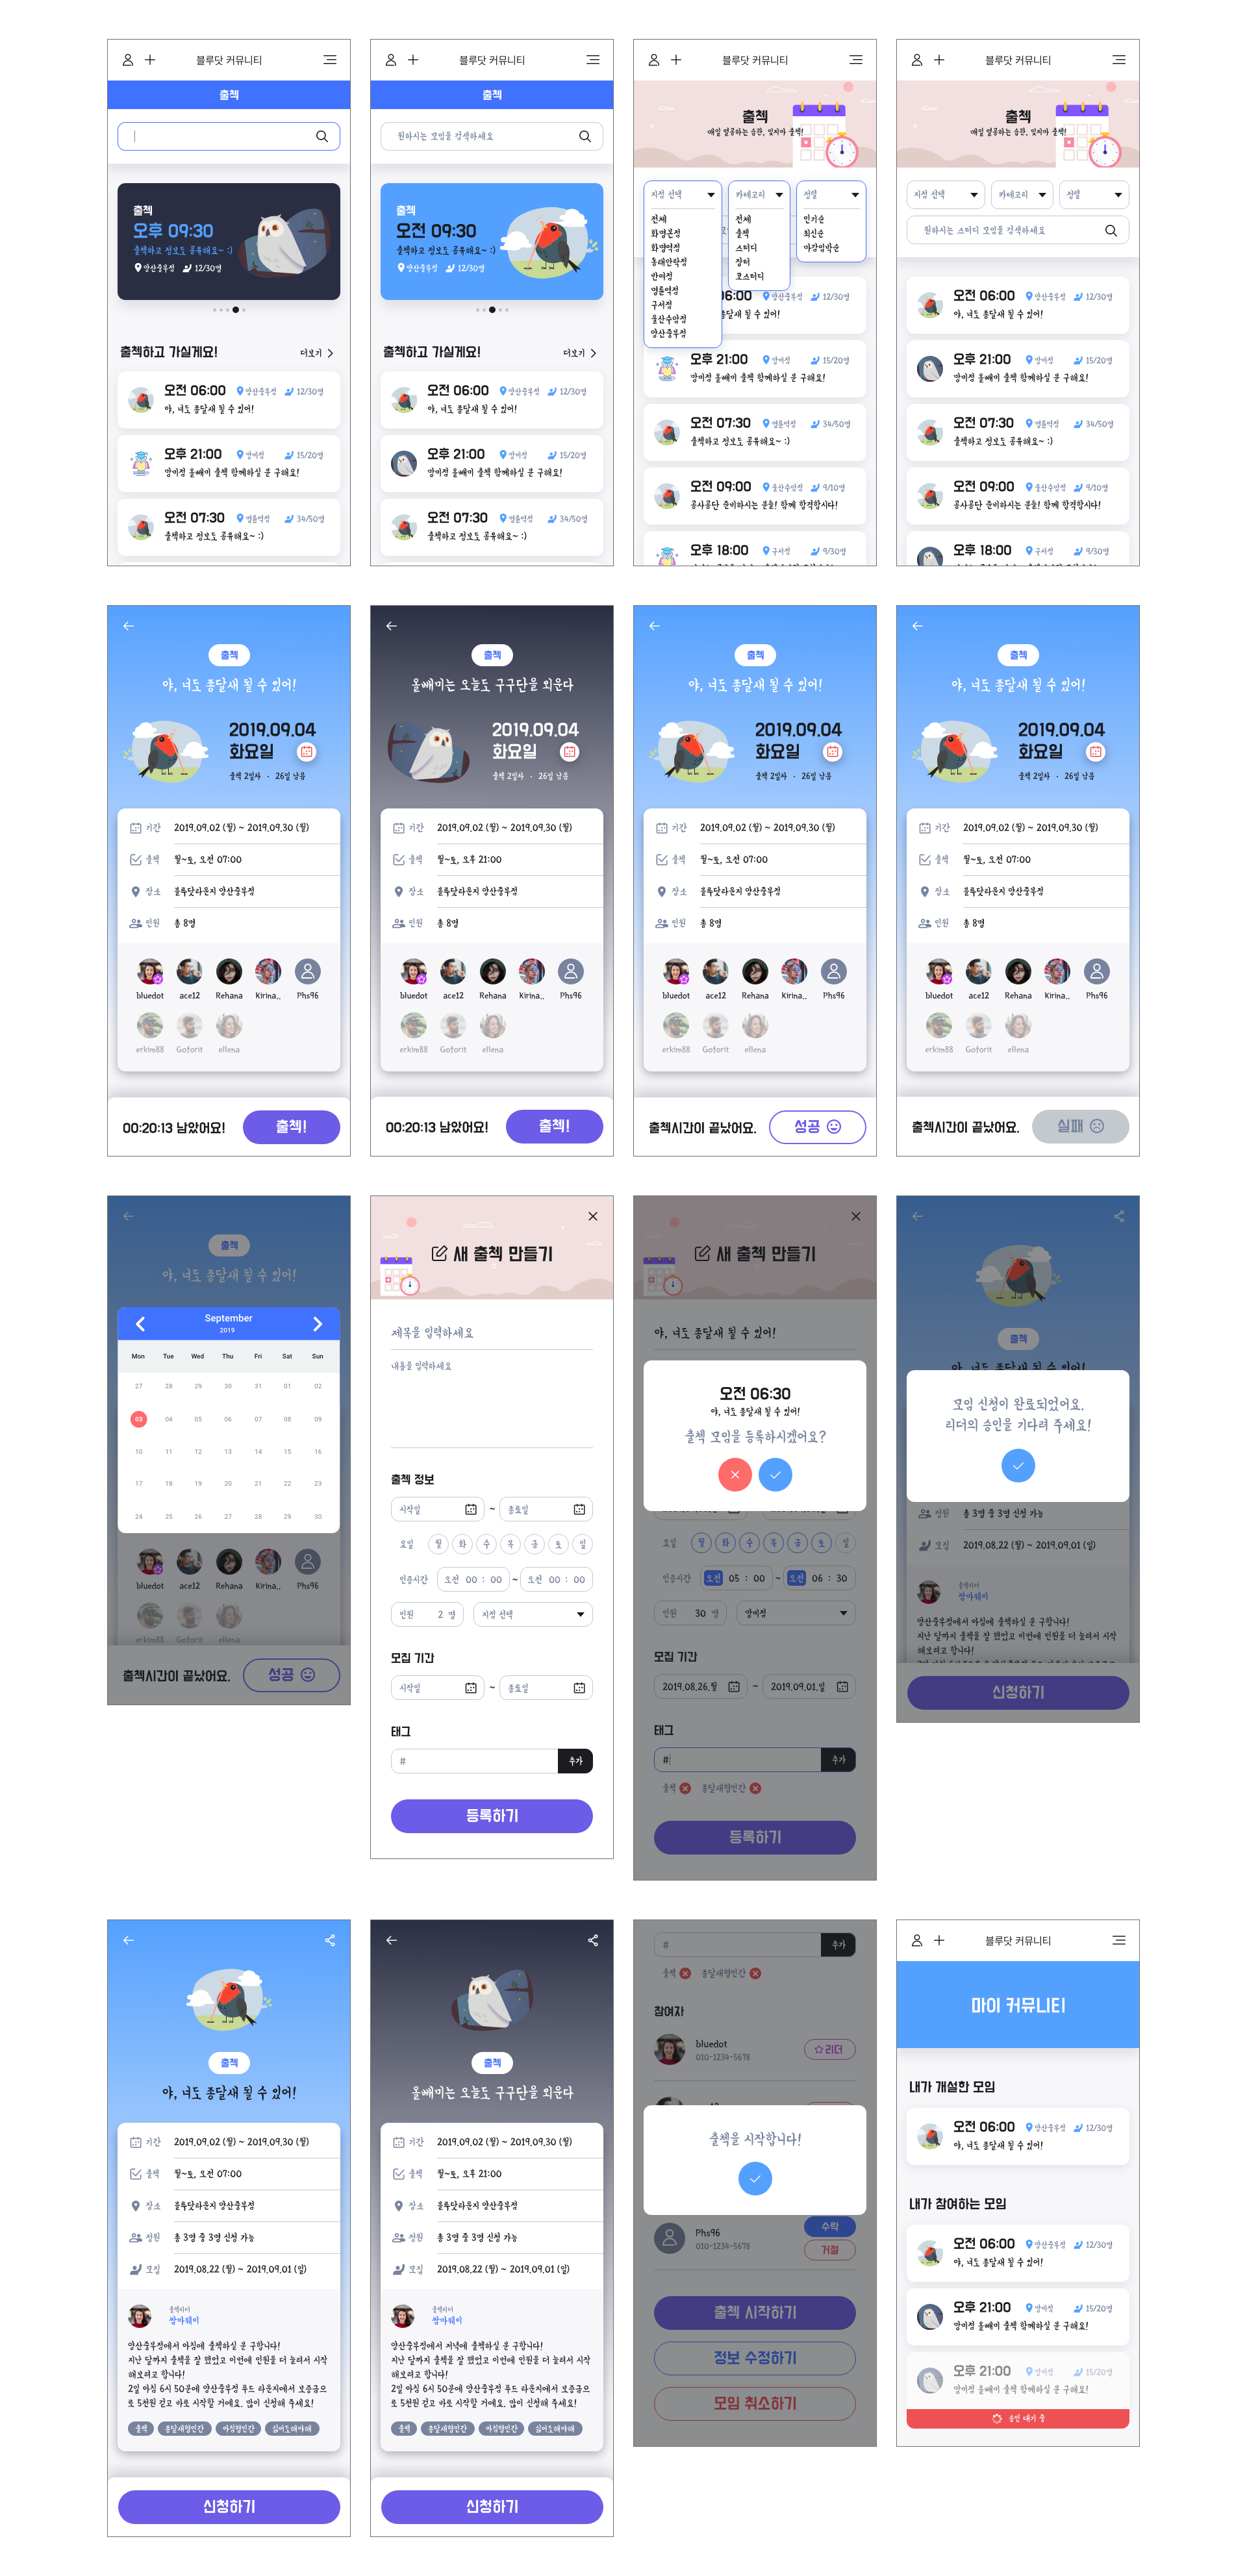 블루닷 커뮤니티
출첵
출첵
오후 09:30
출첵하고 정보도 공유해요~ :)
양산중부점 12/30명
출첵하고 가실게요!
더보기
오전 06:00 양산중부점 12/30명
야, 너도 종달새 될 수 있어!
오후 21:00 망미점 15/20명
망미점 올빼미 출첵 함께하실 분 구해요!
오전 07:30 명륜역점 34/50명
출첵하고 정보도 공유해요~ :)
블루닷 커뮤니티
출첵
원하시는 모임을 검색하세요
출첵
오전 09:30
출첵하고 정보도 공유해요~ :)
양산중부점 12/30명
출첵하고 가실게요!
더보기
오전 06:00 양산중부점 12/30명
야, 너도 종달새 될 수 있어!
오후 21:00 망미점 15/20명
망미점 올빼미 출첵 함께하실 분 구해요!
오전 07:30 명륜역점 34/50명
출첵하고 정보도 공유해요~ :)
블루닷 커뮤니티
출첵
매일 열공하는 습관, 잊지마 출첵!
지점 선택 카테고리 정렬
전체 전체 인기순
화명본점 출첵 최신순
화명역점 스터디 마감임박순
동래안락점 장터
반여점 코스터디
명륜역점
구서점
울산수암점
양산중부점
06:00 양산중부점 12/30명
종달새 될 수 있어!
오후 21:00 망미점 15/20명
망미점 올빼미 출첵 함께하실 분 구해요!
오전 07:30 명륜역점 34/50명
출첵하고 정보도 공유해요~ :)
오전 09:00 울산수암점 9/10명
공사공단 준비하시는 분들! 함께 합격합시다!
오후 18:00 구서점 9/30명
블루닷 커뮤니티
출첵
매일 열공하는 습관, 잊지마 출첵!
지점 선택 카테고리 정렬
원하시는 스터디 모임을 검색하세요
오전 06:00 양산중부점 12/30명
야, 너도 종달새 될 수 있어!
오후 21:00 망미점 15/20명
망미점 올빼미 출첵 함께하실 분 구해요!
오전 07:30 명륜역점 34/50명
출첵하고 정보도 공유해요~ :)
오전 09:00 울산수암점 9/10명
공사공단 준비하시는 분들! 함께 합격합시다!
오후 18:00 구서점 9/30명
출첵
야, 너도 종달새 될 수 있어!
2019.09.04
화요일
출첵 2일차 · 26일 남음
기간 2019.09.02 (월) ~ 2019.09.30 (월)
출첵 월~토, 오전 07:00
장소 블루닷라운지 양산중부점
인원 총 8명
bluedot ace12 Rehana Kirina.. Phs96
erkim88 Goforit ellena
00:20:13 남았어요! 출첵!
출첵
올빼미는 오늘도 구구단을 외운다
2019.09.04
화요일
출첵 2일차 · 26일 남음
기간 2019.09.02 (월) ~ 2019.09.30 (월)
출첵 월~토, 오후 21:00
장소 블루닷라운지 양산중부점
인원 총 8명
bluedot ace12 Rehana Kirina.. Phs96
erkim88 Goforit ellena
00:20:13 남았어요! 출첵!
출첵
야, 너도 종달새 될 수 있어!
2019.09.04
화요일
출첵 2일차 · 26일 남음
기간 2019.09.02 (월) ~ 2019.09.30 (월)
출첵 월~토, 오전 07:00
장소 블루닷라운지 양산중부점
인원 총 8명
bluedot ace12 Rehana Kirina.. Phs96
erkim88 Goforit ellena
출첵시간이 끝났어요. 성공
출첵
야, 너도 종달새 될 수 있어!
2019.09.04
화요일
출첵 2일차 · 26일 남음
기간 2019.09.02 (월) ~ 2019.09.30 (월)
출첵 월~토, 오전 07:00
장소 블루닷라운지 양산중부점
인원 총 8명
bluedot ace12 Rehana Kirina.. Phs96
erkim88 Goforit ellena
출첵시간이 끝났어요. 실패
출첵
야, 너도 종달새 될 수 있어!
September
2019
Mon Tue Wed Thu Fri Sat Sun
27 28 29 30 31 01 02
03 04 05 06 07 08 09
10 11 12 13 14 15 16
17 18 19 20 21 22 23
24 25 26 27 28 29 30
bluedot ace12 Rehana Kirina.. Phs96
erkim88 Goforit ellena
출첵시간이 끝났어요. 성공
새 출첵 만들기
제목을 입력하세요
내용을 입력하세요
출첵 정보
시작일 ~ 종료일
요일 월 화 수 목 금 토 일
인증시간 오전 00 : 00 ~ 오전 00 : 00
인원 2 명 지점 선택
모집 기간
시작일 ~ 종료일
태그
# 추가
등록하기
새 출첵 만들기
야, 너도 종달새 될 수 있어!
오전 06:30
야, 너도 종달새 될 수 있어!
출첵 모임을 등록하시겠어요?
요일 월 화 수 목 금 토 일
인증시간 오전 05 : 00 ~ 오전 06 : 30
인원 30 명 망미점
모집 기간
2019.08.26.월 ~ 2019.09.01.일
태그
# 추가
출첵 종달새형인간
등록하기
출첵
야, 너도 종달새 될 수 있어!
모임 신청이 완료되었어요.
리더의 승인을 기다려 주세요!
정원 총 3명 중 3명 신청 가능
모집 2019.08.22 (월) ~ 2019.09.01 (일)
출첵리더
쌍마웨이
양산중부점에서 아침에 출첵하실 분 구합니다!
지난 달까지 출첵을 잘 했었고 이번에 인원을 더 늘려서 시작
해보려고 합니다!
신청하기
출첵
야, 너도 종달새 될 수 있어!
기간 2019.09.02 (월) ~ 2019.09.30 (월)
출첵 월~토, 오전 07:00
장소 블루닷라운지 양산중부점
정원 총 3명 중 3명 신청 가능
모집 2019.08.22 (월) ~ 2019.09.01 (일)
출첵리더
쌍마웨이
양산중부점에서 아침에 출첵하실 분 구합니다!
지난 달까지 출첵을 잘 했었고 이번에 인원을 더 늘려서 시작
해보려고 합니다!
2일 아침 6시 50분에 양산중부점 푸드 라운지에서 보증금으
로 5천원 걷고 바로 시작할 거에요. 많이 신청해 주세요!
출첵 종달새형인간 아침형인간 싫어도해야해
신청하기
출첵
올빼미는 오늘도 구구단을 외운다
기간 2019.09.02 (월) ~ 2019.09.30 (월)
출첵 월~토, 오후 21:00
장소 블루닷라운지 양산중부점
정원 총 3명 중 3명 신청 가능
모집 2019.08.22 (월) ~ 2019.09.01 (일)
출첵리더
쌍마웨이
양산중부점에서 저녁에 출첵하실 분 구합니다!
지난 달까지 출첵을 잘 했었고 이번에 인원을 더 늘려서 시작
해보려고 합니다!
2일 아침 6시 50분에 양산중부점 푸드 라운지에서 보증금으
로 5천원 걷고 바로 시작할 거에요. 많이 신청해 주세요!
출첵 종달새형인간 아침형인간 싫어도해야해
신청하기
# 추가
출첵 종달새형인간
참여자
bluedot
010-1234-5678
리더
출첵을 시작합니다!
Phs96
010-1234-5678
수락
거절
출첵 시작하기
정보 수정하기
모임 취소하기
블루닷 커뮤니티
마이 커뮤니티
내가 개설한 모임
오전 06:00 양산중부점 12/30명
야, 너도 종달새 될 수 있어!
내가 참여하는 모임
오전 06:00 양산중부점 12/30명
야, 너도 종달새 될 수 있어!
오후 21:00 망미점 15/20명
망미점 올빼미 출첵 함께하실 분 구해요!
오후 21:00 망미점 15/20명
망미점 올빼미 출첵 함께하실 분 구해요!
승인 대기 중